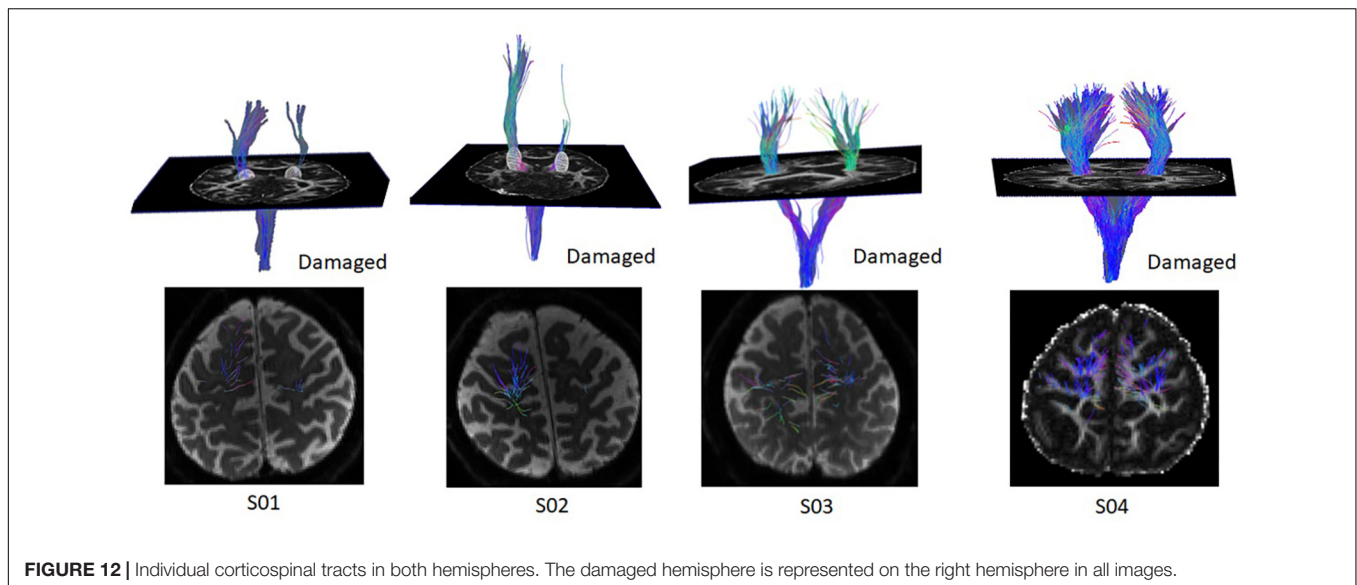 Damaged Damaged Damaged Damaged
S01 S02 S03 S04
FIGURE 12 | Individual corticospinal tracts in both hemispheres. The damaged hemisphere is represented on the right hemisphere in all images.